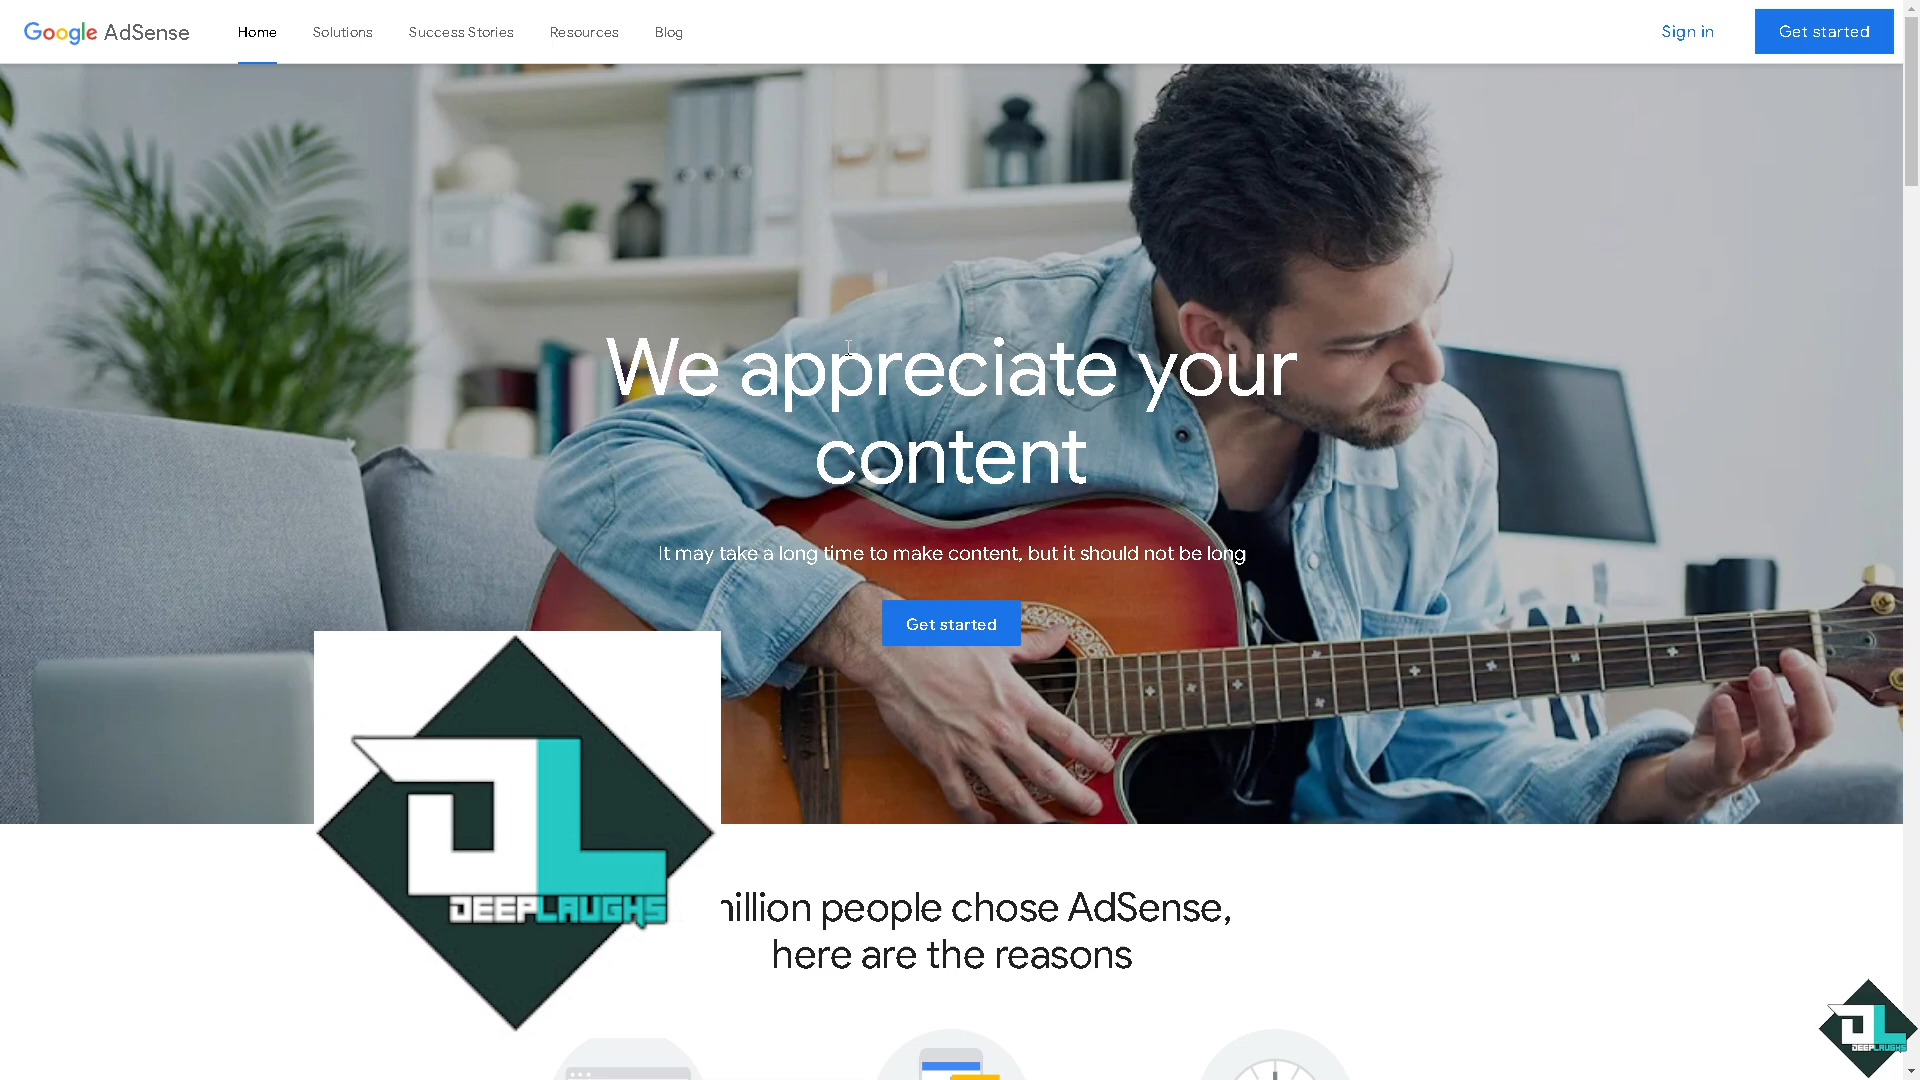 Google AdSense
Home
Solutions
Success Stories
Resources
Blog
Sign in
Get started
We appreciate your
content
It may take a long time to make content, but it should not be long
Get started
DEEPLAUGHS
million people chose AdSense,
here are the reasons
DEEPLAUGHS